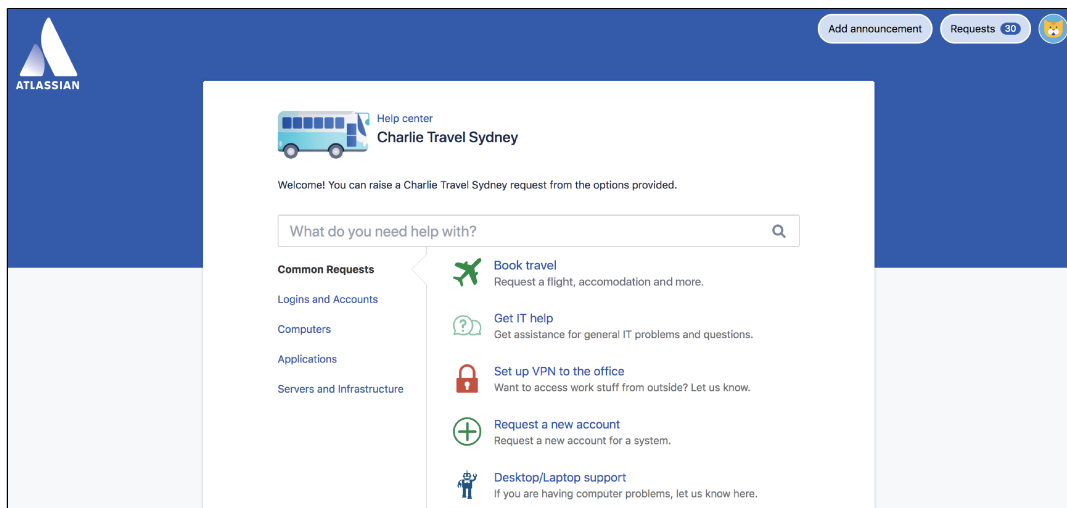 Add announcement
Requests 30
ATLASSIAN
Help center
Charlie Travel Sydney
Welcome! You can raise a Charlie Travel Sydney request from the options provided.
What do you need help with?
Common Requests
Logins and Accounts
Computers
Applications
Servers and Infrastructure
Book travel
Request a flight, accomodation and more.
Get IT help
Get assistance for general IT problems and questions.
Set up VPN to the office
Want to access work stuff from outside? Let us know.
Request a new account
Request a new account for a system.
Desktop/Laptop support
If you are having computer problems, let us know here.